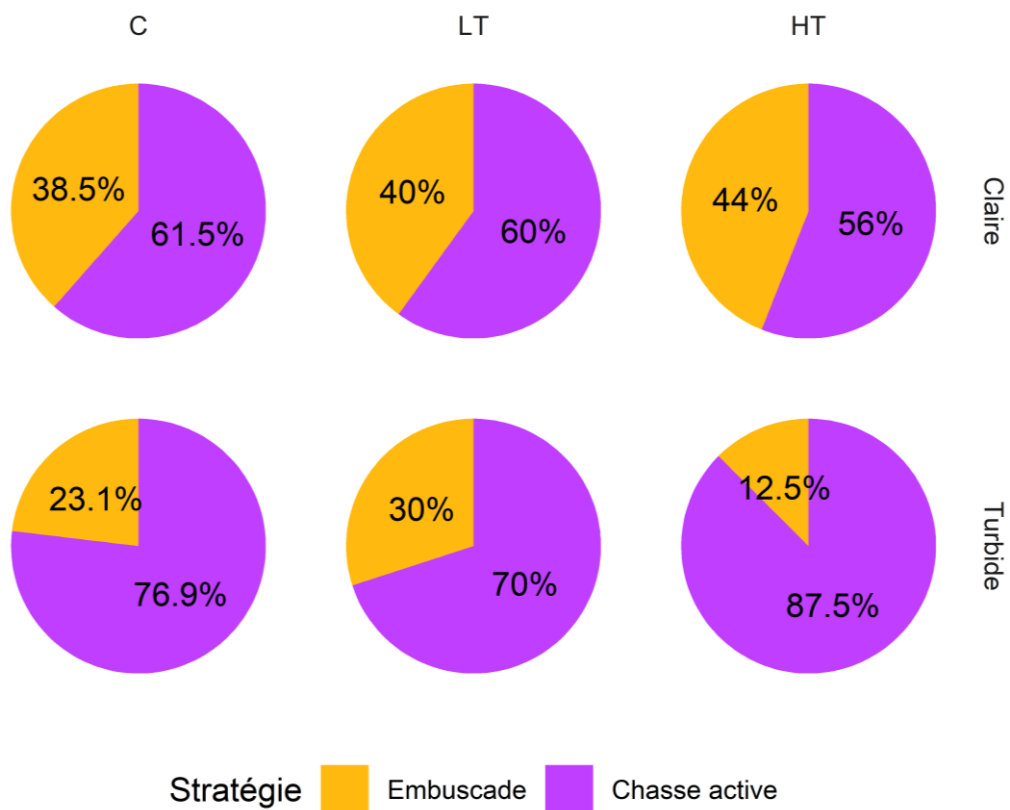 C LT HT
38.5% 61.5% 40% 60% 44% 56% Claire
23.1% 76.9% 30% 70% 12.5% 87.5% Turbide
Stratégie Embuscade Chasse active